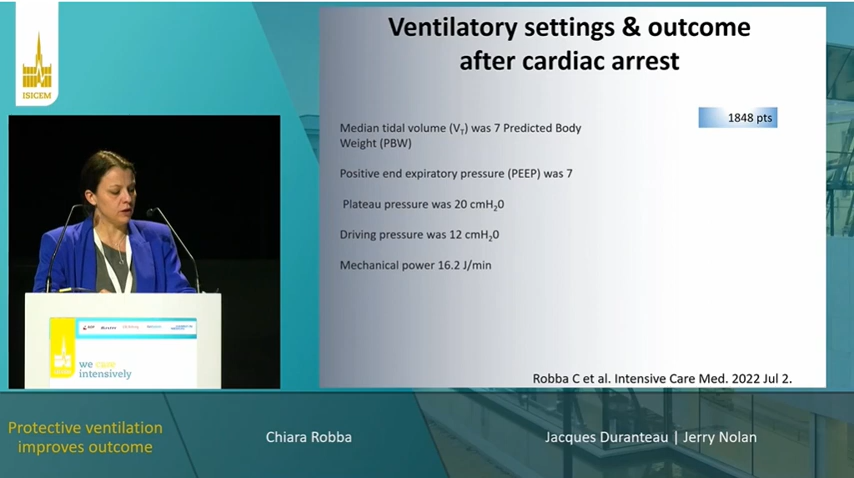 ISICEM
Ventilatory settings & outcome
after cardiac arrest
1848 pts
Median tidal volume (VT) was 7 Predicted Body
Weight (PBW)
Positive end expiratory pressure (PEEP) was 7
Plateau pressure was 20 cmH20
Driving pressure was 12 cmH20
Mechanical power 16.2 J/min
Robba C et al. Intensive Care Med. 2022 Jul 2.
we care
intensively
Protective ventilation
improves outcome
Chiara Robba
Jacques Duranteau | Jerry Nolan